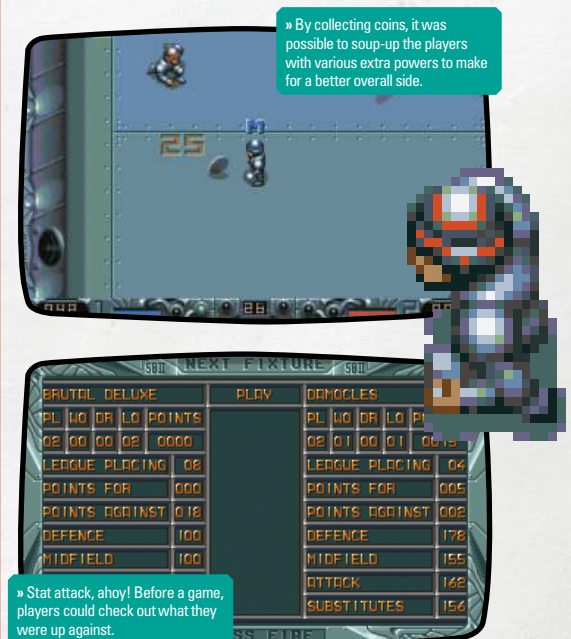 » By collecting coins, it was
possible to soup-up the players
with various extra powers to make
for a better overall side.
25
M
26
SBII NEXT FIXTURE SBII
BRUTAL DELUXE PLAY DAMOCLES
PL WO DR LO POINTS PL WO DR LO
02 00 00 02 0000 02 01 00 01
LEAGUE PLACING 08 LEAGUE PLACING 04
POINTS FOR 000 POINTS FOR 005
POINTS AGAINST 018 POINTS AGAINST 002
DEFENCE 100 DEFENCE 178
MIDFIELD 100 MIDFIELD 155
ATTACK 162
SUBSTITUTES 156
» Stat attack, ahoy! Before a game,
players could check out what they
were up against.
FIRE